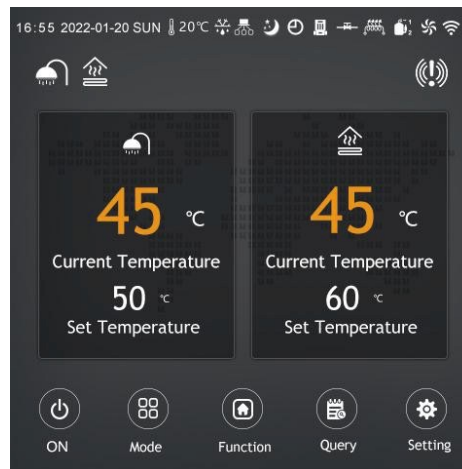 16:55 2022-01-20 SUN 20℃
45 ℃
Current Temperature
50 ℃
Set Temperature
45 ℃
Current Temperature
60 ℃
Set Temperature
ON Mode Function Query Setting